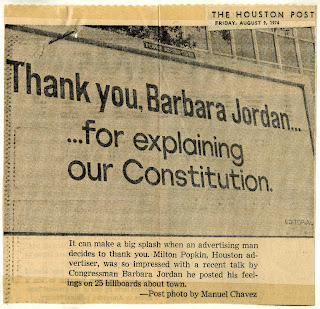 THE HOUSTON POST
FRIDAY, AUGUST 9, 1974
Thank you, Barbara Jordan...
...for explaining
our Constitution.
EDITORIAL
It can make a big splash when an advertising man
decides to thank you. Milton Popkin, Houston ad-
vertiser, was so impressed with a recent talk by
Congressman Barbara Jordan he posted his feel-
ings on 25 billboards about town.
—Post photo by Manuel Chavez